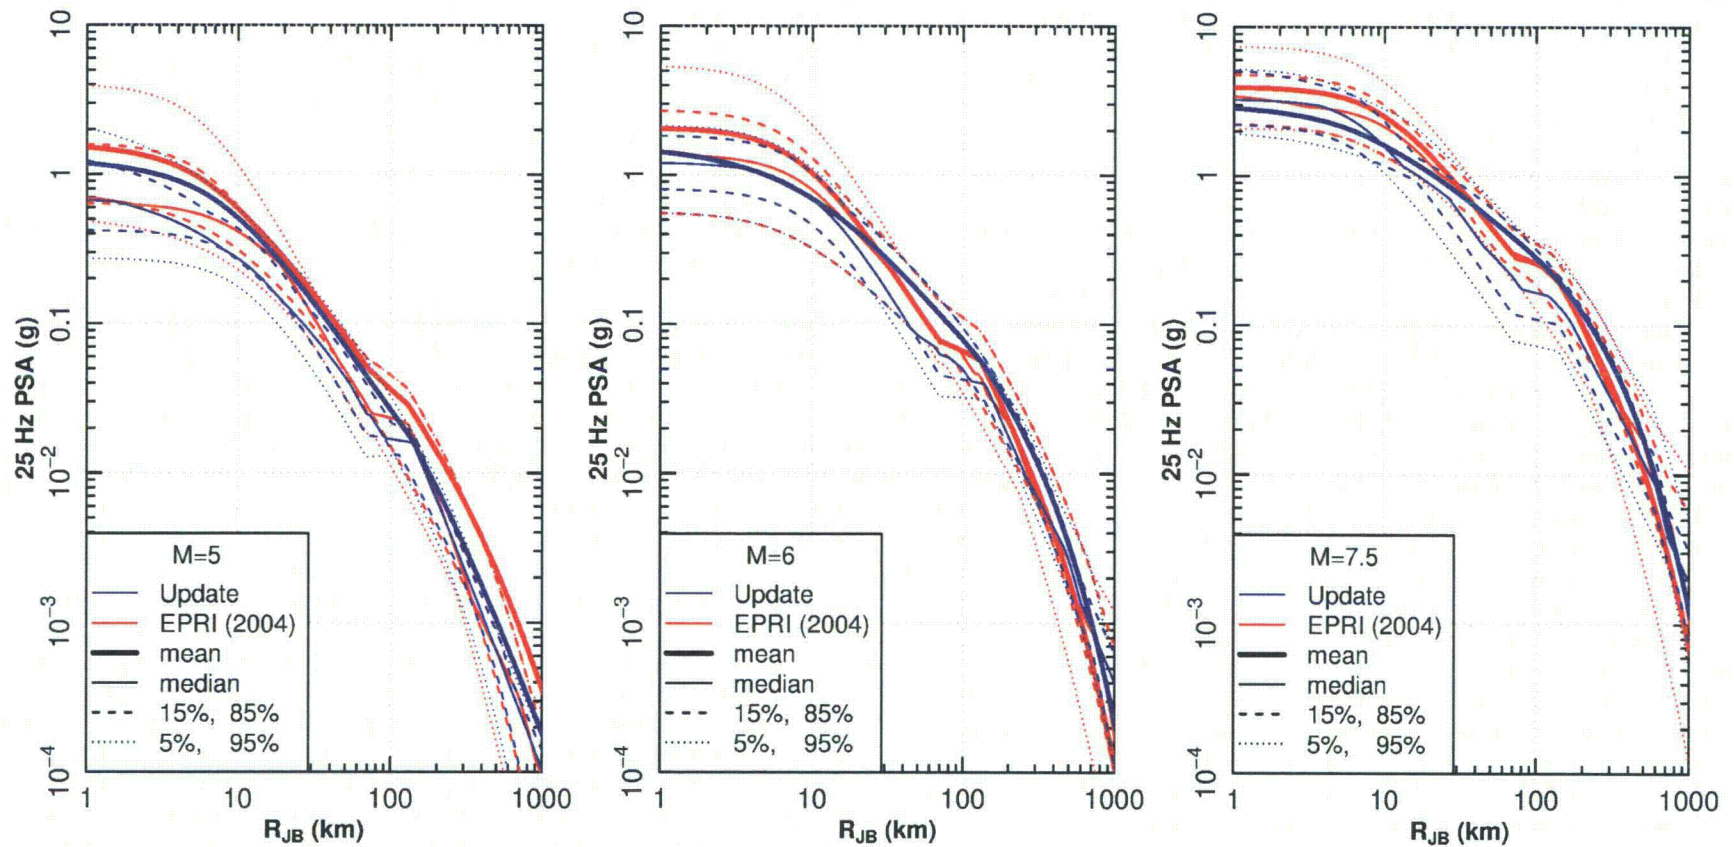 10
1
0.1
10⁻²
10⁻³
10⁻⁴
25 Hz PSA (g)
M=5
Update
EPRI (2004)
mean
median
15%, 85%
5%, 95%
1 10 100 1000
R_JB (km)
10
1
0.1
10⁻²
10⁻³
10⁻⁴
25 Hz PSA (g)
M=6
Update
EPRI (2004)
mean
median
15%, 85%
5%, 95%
1 10 100 1000
R_JB (km)
10
1
0.1
10⁻²
10⁻³
10⁻⁴
25 Hz PSA (g)
M=7.5
Update
EPRI (2004)
mean
median
15%, 85%
5%, 95%
1 10 100 1000
R_JB (km)